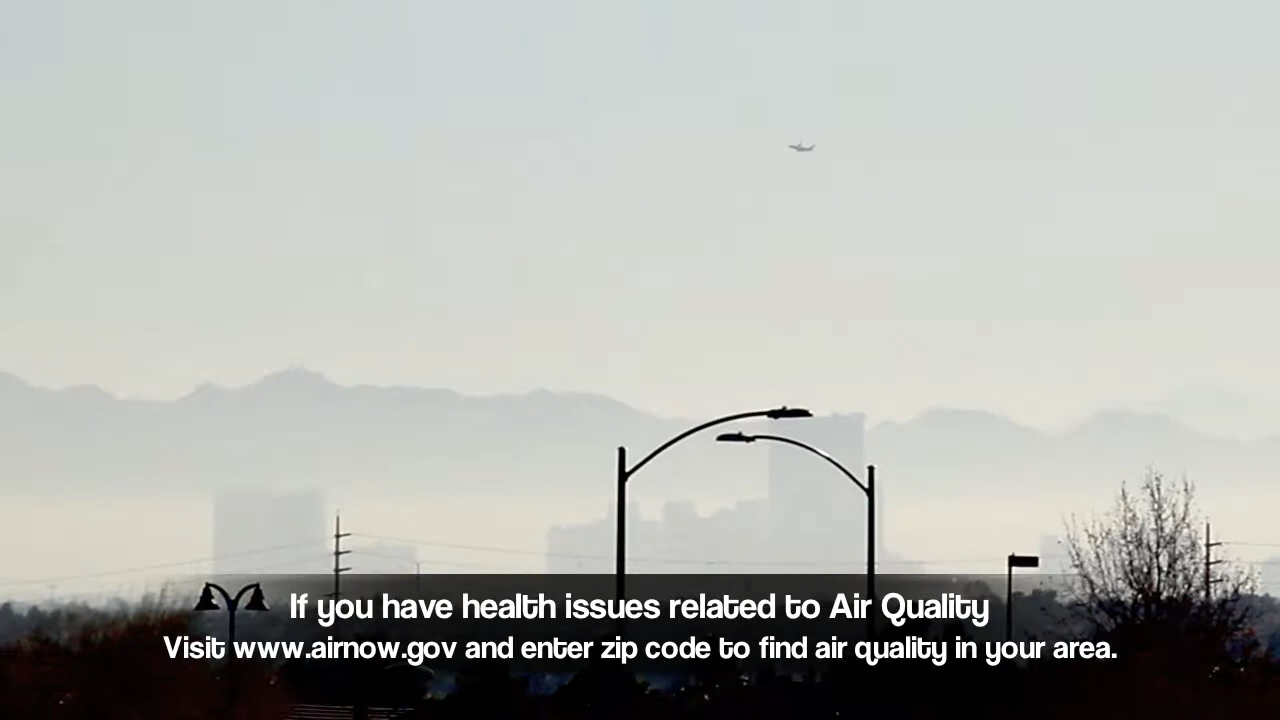 If you have health issues related to Air Quality
Visit www.airnow.gov and enter zip code to find air quality in your area.